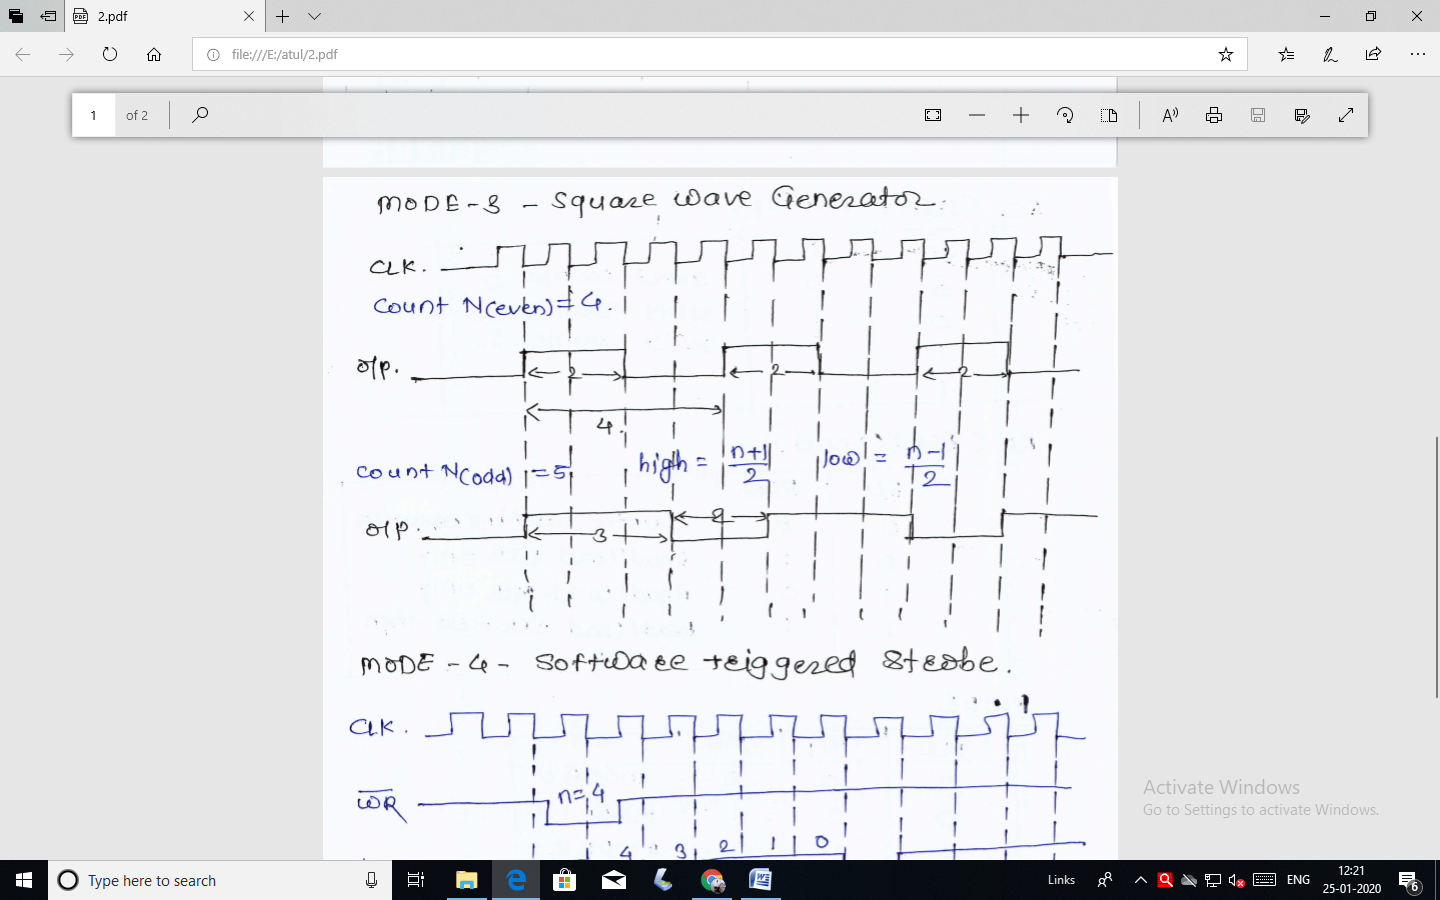 2.pdf
file:///E:/atul/2.pdf
1 of 2
MODE-3 - Square Wave Generator.
CLK.
Count N(even)=4.
O/P.
2 2 2
4.
Count N(odd) =5 high = n+1/2 low = n-1/2
O/P.
3 2
MODE-4- Software triggered Strobe.
CLK.
WR n=4
4 3 2 1 0
Activate Windows
Go to Settings to activate Windows.
Type here to search
Links
ENG
12:21
25-01-2020
6